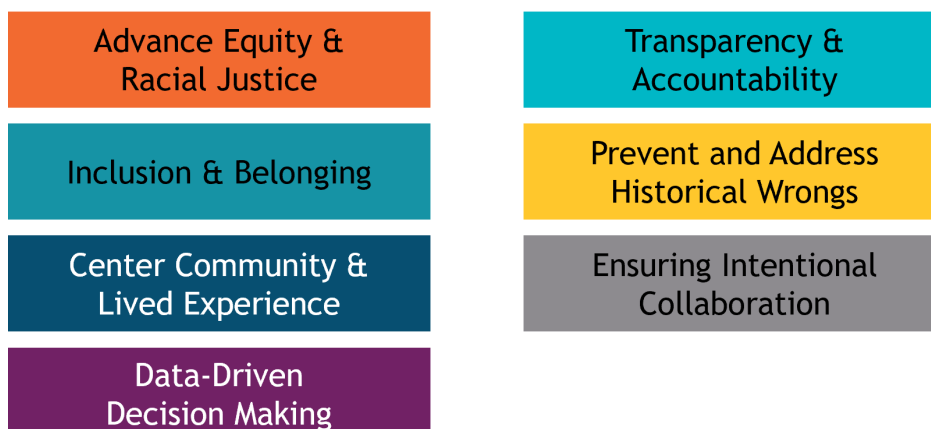 Advance Equity &
Racial Justice
Inclusion & Belonging
Center Community &
Lived Experience
Data-Driven
Decision Making
Transparency &
Accountability
Prevent and Address
Historical Wrongs
Ensuring Intentional
Collaboration